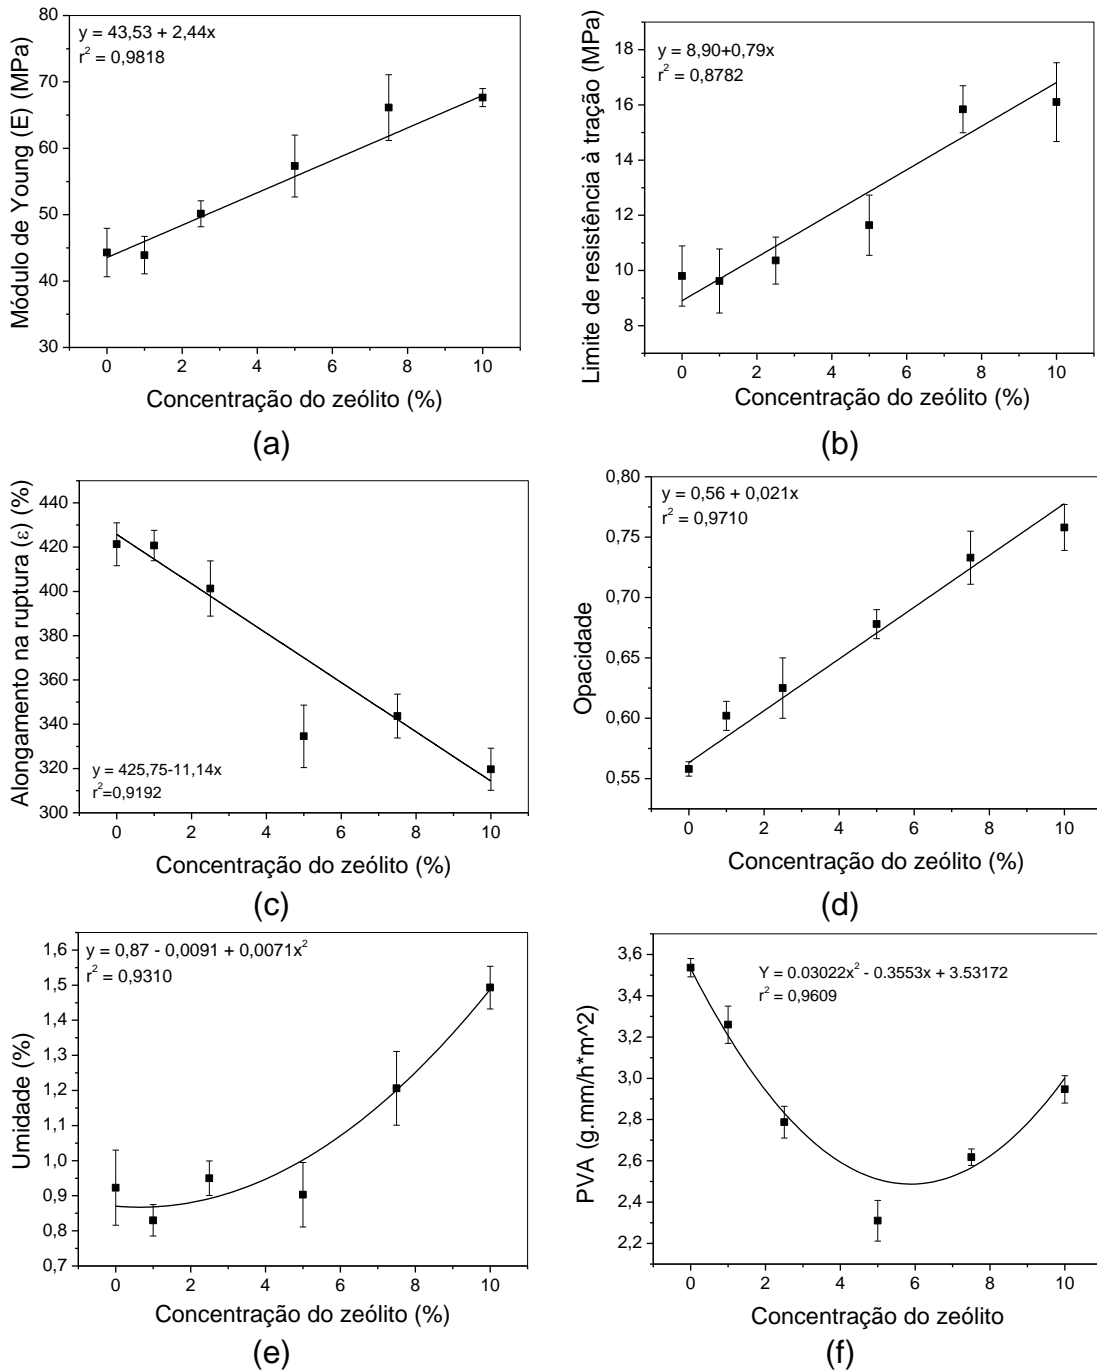 y = 43,53 + 2,44x
r² = 0,9818
Módulo de Young (E) (MPa)
80
70
60
50
40
30
0 2 4 6 8 10
Concentração do zeólito (%)
(a)
y = 8,90+0,79x
r² = 0,8782
Limite de resistência à tração (MPa)
18
16
14
12
10
8
0 2 4 6 8 10
Concentração do zeólito (%)
(b)
Alongamento na ruptura (ε) (%)
440
420
400
380
360
340
320
300
y = 425,75-11,14x
r²=0,9192
0 2 4 6 8 10
Concentração do zeólito (%)
(c)
y = 0,56 + 0,021x
r² = 0,9710
Opacidade
0,80
0,75
0,70
0,65
0,60
0,55
0 2 4 6 8 10
Concentração do zeólito (%)
(d)
y = 0,87 - 0,0091 + 0,0071x²
r² = 0,9310
Umidade (%)
1,6
1,5
1,4
1,3
1,2
1,1
1,0
0,9
0,8
0,7
0 2 4 6 8 10
Concentração do zeólito (%)
(e)
Y = 0.03022x² - 0.3553x + 3.53172
r² = 0,9609
PVA (g.mm/h*m^2)
3,6
3,4
3,2
3,0
2,8
2,6
2,4
2,2
0 2 4 6 8 10
Concentração do zeólito
(f)